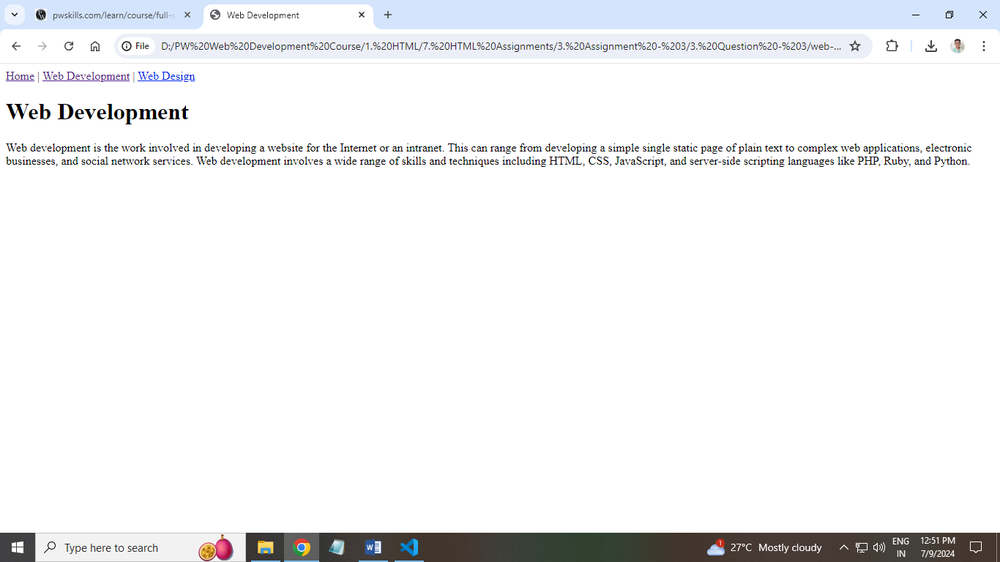 pwskills.com/learn/course/full-s
Web Development
File
D:/PW%20Web%20Development%20Course/1.%20HTML/7.%20HTML%20Assignments/3.%20Assignment%20-%203/3.%20Question%20-%203/web-...
Home | Web Development | Web Design
Web Development
Web development is the work involved in developing a website for the Internet or an intranet. This can range from developing a simple single static page of plain text to complex web applications, electronic
businesses, and social network services. Web development involves a wide range of skills and techniques including HTML, CSS, JavaScript, and server-side scripting languages like PHP, Ruby, and Python.
Type here to search
1
27°C Mostly cloudy
ENG
IN
12:51 PM
7/9/2024